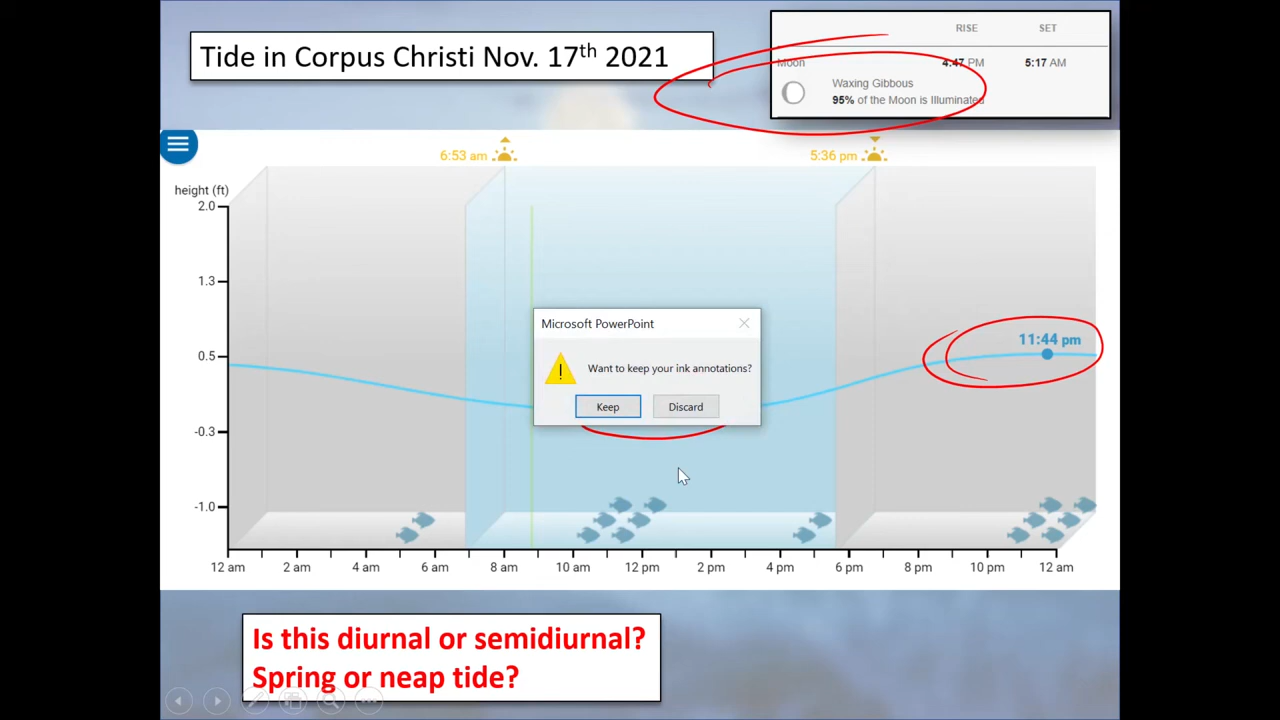 Tide in Corpus Christi Nov. 17th 2021
RISE SET
Moon 4:47 PM 5:17 AM
Waxing Gibbous
95% of the Moon is Illuminated
6:53 am
5:36 pm
height (ft)
2.0
1.3
0.5
-0.3
-1.0
11:44 pm
Microsoft PowerPoint
Want to keep your ink annotations?
Keep Discard
12 am 2 am 4 am 6 am 8 am 10 am 12 pm 2 pm 4 pm 6 pm 8 pm 10 pm 12 am
Is this diurnal or semidiurnal?
Spring or neap tide?